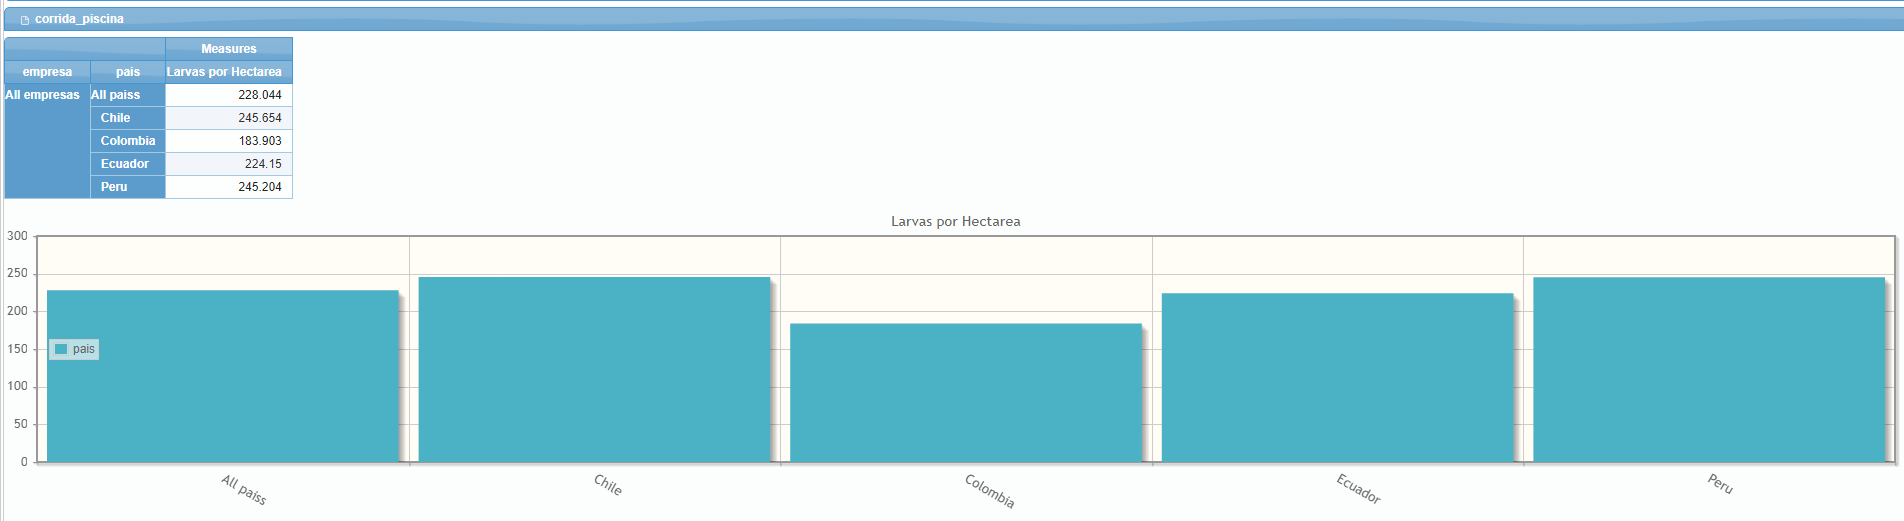 corrida_piscina
Measures
empresa pais Larvas por Hectarea
All empresas All paiss 228.044
Chile 245.654
Colombia 183.903
Ecuador 224.15
Peru 245.204
Larvas por Hectarea
300
250
200
150
100
50
0
pais
All paiss Chile Colombia Ecuador Peru